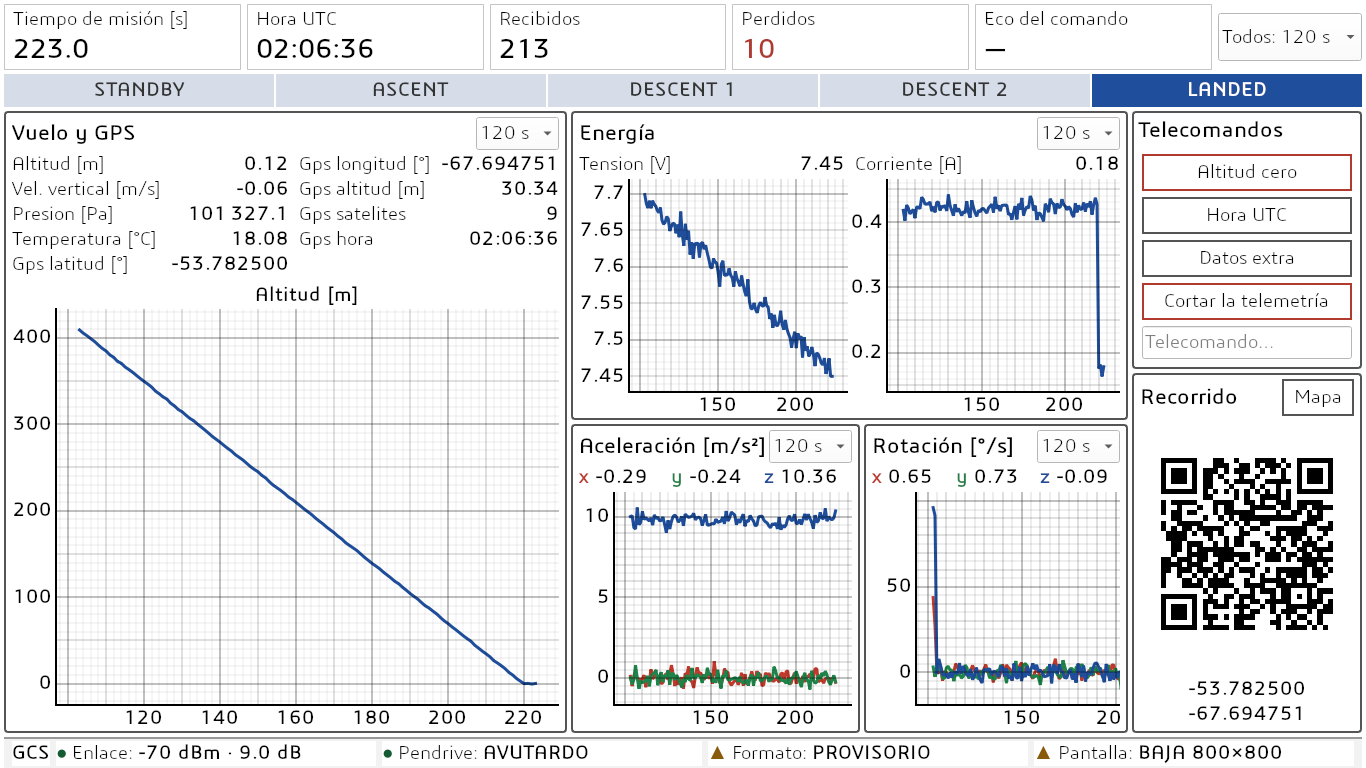 Tiempo de misión [s] Hora UTC Recibidos Perdidos Eco del comando
223.0 02:06:36 213 10 — Todos: 120 s
STANDBY ASCENT DESCENT 1 DESCENT 2 LANDED
Vuelo y GPS 120 s
Altitud [m] 0.12 Gps longitud [°] -67.694751
Vel. vertical [m/s] -0.06 Gps altitud [m] 30.34
Presion [Pa] 101 327.1 Gps satelites 9
Temperatura [°C] 18.08 Gps hora 02:06:36
Gps latitud [°] -53.782500
Altitud [m]
400
300
200
100
0
120 140 160 180 200 220
Energía 120 s
Tension [V] 7.45 Corriente [A] 0.18
7.7
7.65
7.6
7.55
7.5
7.45
150 200
0.4
0.3
0.2
150 200
Aceleración [m/s²] 120 s
x -0.29 y -0.24 z 10.36
10
5
0
150 200
Rotación [°/s] 120 s
x 0.65 y 0.73 z -0.09
50
0
150 20
Telecomandos
Altitud cero
Hora UTC
Datos extra
Cortar la telemetría
Telecomando...
Recorrido Mapa
-53.782500
-67.694751
GCS Enlace: -70 dBm · 9.0 dB Pendrive: AVUTARDO Formato: PROVISORIO Pantalla: BAJA 800×800